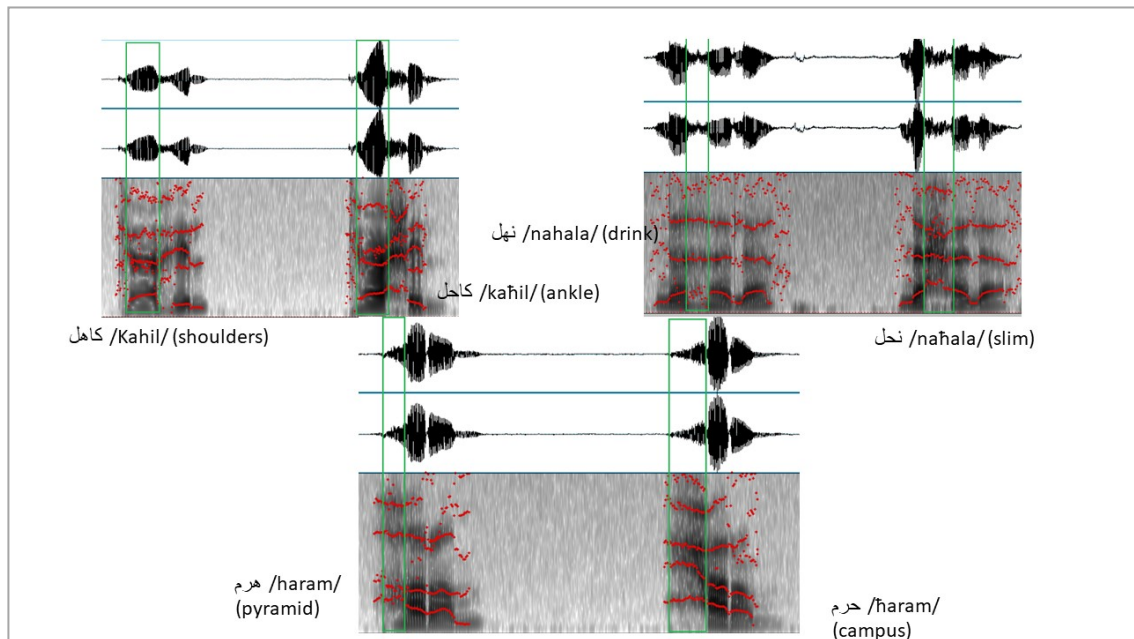 نهل /nahala/ (drink)
كاحل /kaħil/ (ankle)
كاهل /Kahil/ (shoulders)
نحل /naħala/ (slim)
هرم /haram/
(pyramid)
حرم /ħaram/
(campus)